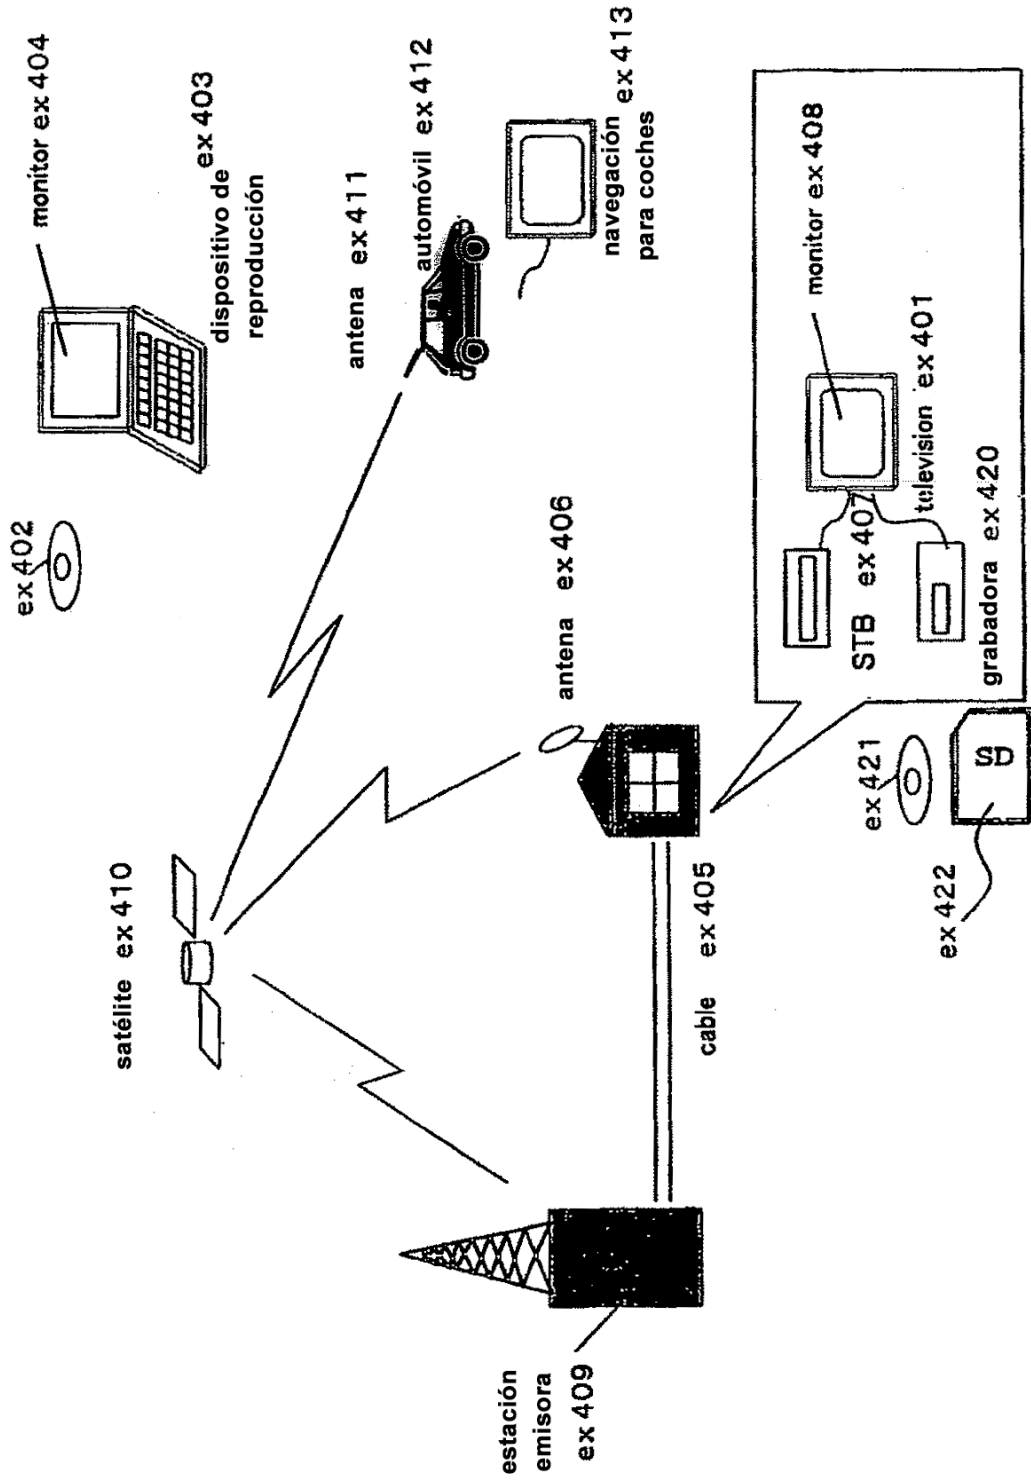 ex 402
monitor ex 404
dispositivo de
ex 403
reproducción
satélite ex 410
antena ex 411
automóvil ex 412
navegación
para coches
ex 413
antena ex 406
estación
emisora
ex 409
cable ex 405
STB ex 407
monitor ex 408
television ex 401
grabadora ex 420
ex 421
ex 422
SD